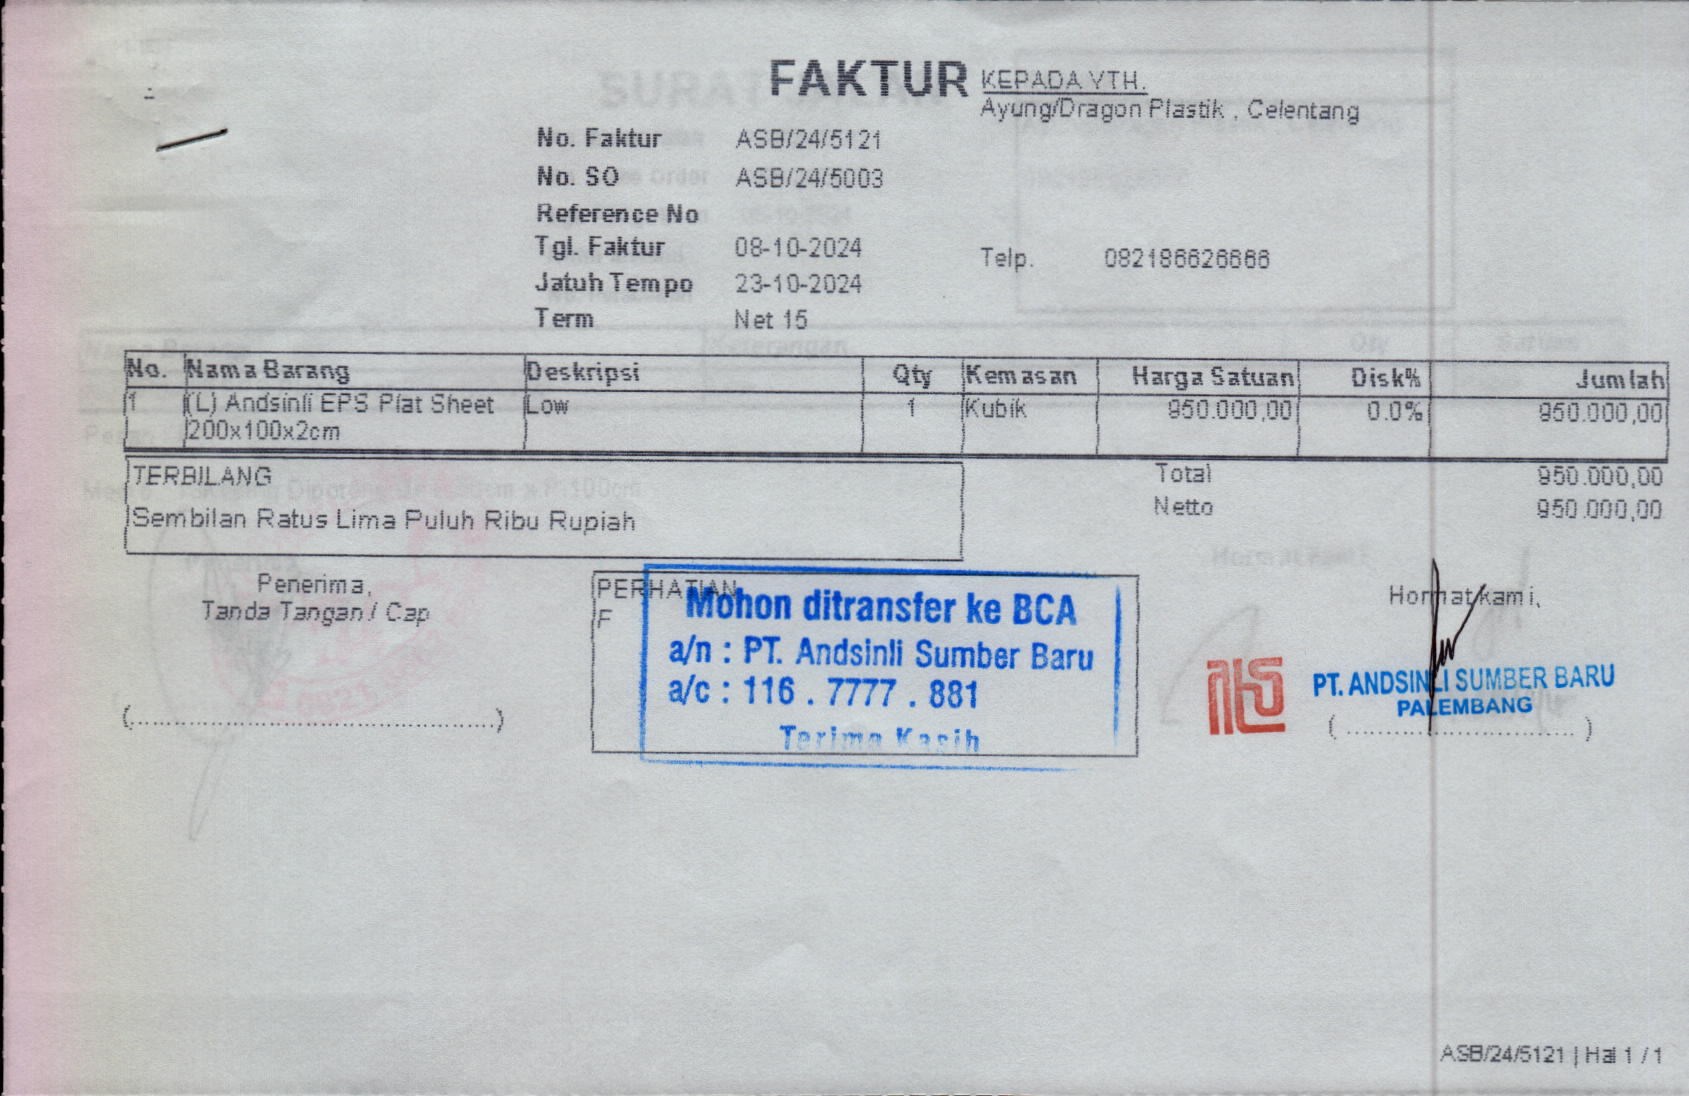 FAKTUR
KEPADA YTH.
Ayung/Dragon Plastik , Celentang
No. Faktur ASB/24/5121
No. SO ASB/24/5003
Reference No
Tgl. Faktur 08-10-2024
Telp. 082186626666
Jatuh Tempo 23-10-2024
Term Net 15
No. Nama Barang Deskripsi Qty Kemasan Harga Satuan Disk% Jumlah
1 (L) Andsinli EPS Plat Sheet Low 1 Kubik 950.000,00 0.0% 950.000,00
200x100x2cm
TERBILANG
Sembilan Ratus Lima Puluh Ribu Rupiah
Total 950.000,00
Netto 950.000,00
Penerima,
Tanda Tangan / Cap
(..................................................)
PERHATIAN
F
Mohon ditransfer ke BCA
a/n : PT. Andsinli Sumber Baru
a/c : 116 . 7777 . 881
Terima Kasih
Hormat kami,
PT. ANDSINLI SUMBER BARU
PALEMBANG
( ................................ )
ASB/24/5121 | Hal 1 / 1